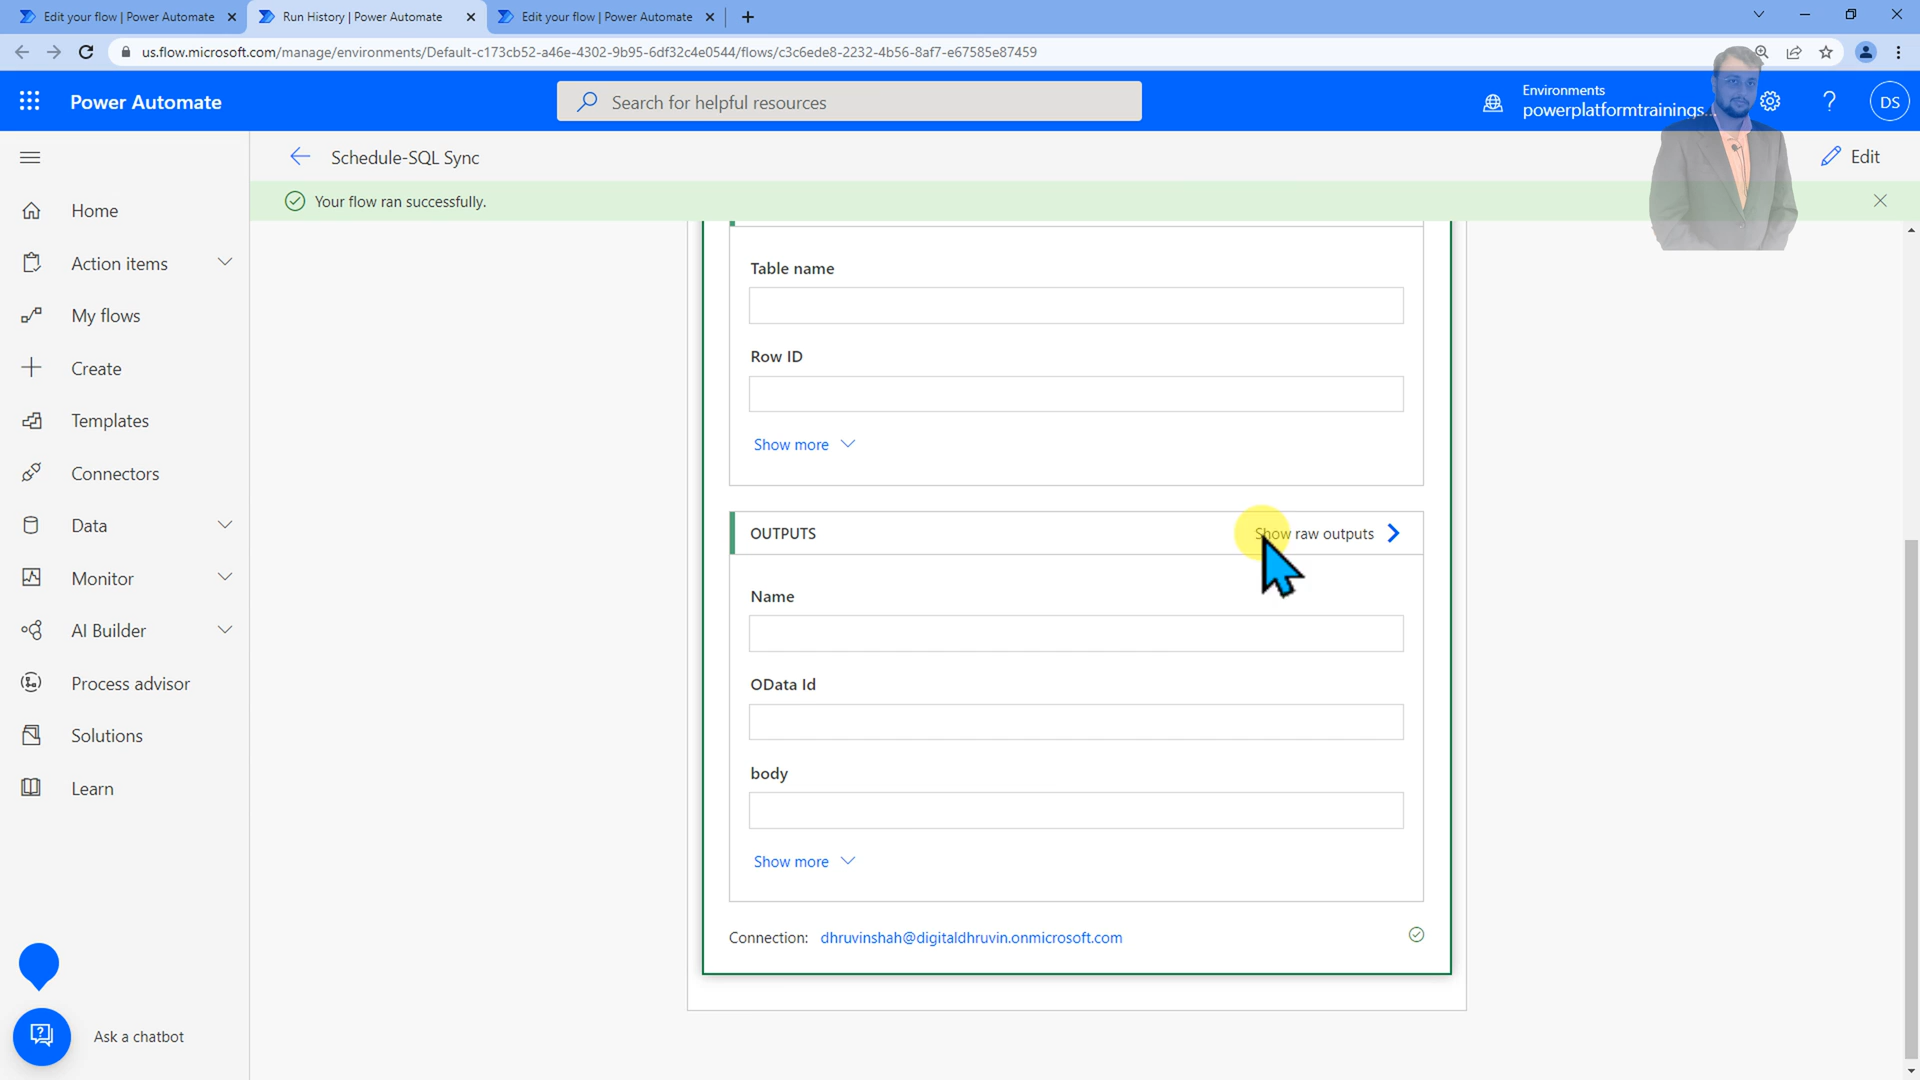 Edit your flow | Power Automate
Run History | Power Automate
Edit your flow | Power Automate
us.flow.microsoft.com/manage/environments/Default-c173cb52-a46e-4302-9b95-6df32c4e0544/flows/c3c6ede8-2232-4b56-8af7-e67585e87459
Power Automate
Search for helpful resources
Environments
powerplatformtrainings...
?
DS
Schedule-SQL Sync
Edit
Your flow ran successfully.
Home
Action items
My flows
Create
Templates
Connectors
Data
Monitor
AI Builder
Process advisor
Solutions
Learn
Ask a chatbot
Table name
Row ID
Show more
OUTPUTS
Show raw outputs
Name
OData Id
body
Show more
Connection: dhruvinshah@digitaldhruvin.onmicrosoft.com